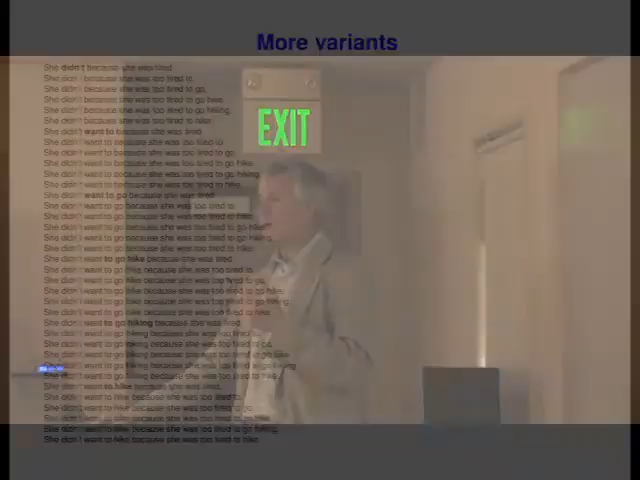 More variants
She didn't because she was tired.
She didn't because she was too tired to.
She didn't because she was too tired to go.
She didn't because she was too tired to go hike.
She didn't because she was too tired to go hiking.
She didn't because she was too tired to hike.
EXIT
She didn't want to because she was tired.
She didn't want to because she was too tired to.
She didn't want to because she was too tired to go.
She didn't want to because she was too tired to go hike.
She didn't want to because she was too tired to go hiking.
She didn't want to because she was too tired to hike.
She didn't want to go because she was tired.
She didn't want to go because she was too tired to.
She didn't want to go because she was too tired to hike.
She didn't want to go because she was too tired to go hike.
She didn't want to go because she was too tired to go hiking.
She didn't want to go because she was too tired to hike.
She didn't want to go hike because she was tired.
She didn't want to go hike because she was too tired to.
She didn't want to go hike because she was too tired to go.
She didn't want to go hike because she was too tired to go hike.
She didn't want to go hike because she was too tired to go hiking.
She didn't want to go hike because she was too tired to hike.
She didn't want to go hiking because she was tired.
She didn't want to go hiking because she was too tired to.
She didn't want to go hiking because she was too tired to go.
She didn't want to go hiking because she was too tired to go hike.
She didn't want to go hiking because she was too tired to go hiking.
She didn't want to go hiking because she was too tired to hike.
She didn't want to hike because she was tired.
She didn't want to hike because she was too tired to.
She didn't want to hike because she was too tired to go.
She didn't want to hike because she was too tired to go hike.
She didn't want to hike because she was too tired to go hiking.
She didn't want to hike because she was too tired to hike.